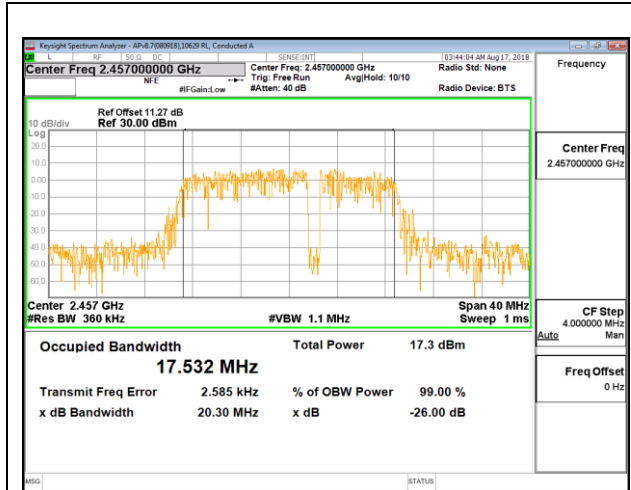 Keysight Spectrum Analyzer - APv8.7(080918),10629 RL, Conducted A
L RF 50 Ω DC SENSE:INT 03:44:04 AM Aug 17, 2018
Center Freq 2.457000000 GHz Center Freq: 2.457000000 GHz Radio Std: None
NFE Trig: Free Run Avg|Hold: 10/10
#IFGain:Low #Atten: 40 dB Radio Device: BTS
Ref Offset 11.27 dB
10 dB/div Ref 30.00 dBm
Log
20.0
10.0
0.00
-10.0
-20.0
-30.0
-40.0
-50.0
-60.0
Center 2.457 GHz Span 40 MHz
#Res BW 360 kHz #VBW 1.1 MHz Sweep 1 ms
Occupied Bandwidth Total Power 17.3 dBm
17.532 MHz
Transmit Freq Error 2.585 kHz % of OBW Power 99.00 %
x dB Bandwidth 20.30 MHz x dB -26.00 dB
MSG STATUS
Frequency
Center Freq
2.457000000 GHz
CF Step
4.000000 MHz
Auto Man
Freq Offset
0 Hz